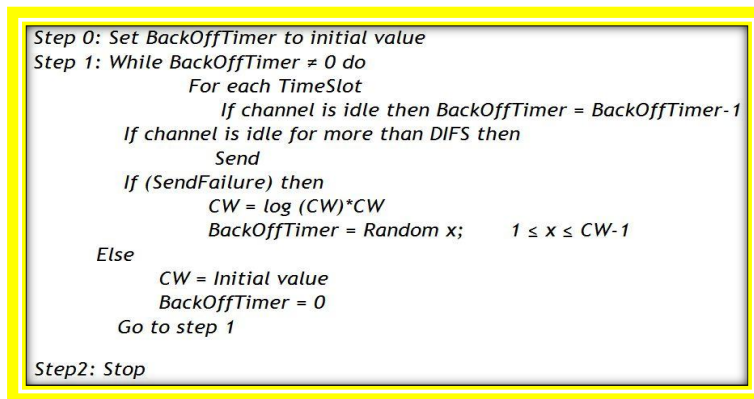 Step 0: Set BackOffTimer to initial value
Step 1: While BackOffTimer ≠ 0 do
For each TimeSlot
If channel is idle then BackOffTimer = BackOffTimer-1
If channel is idle for more than DIFS then
Send
If (SendFailure) then
CW = log (CW)*CW
BackOffTimer = Random x; 1 ≤ x ≤ CW-1
Else
CW = Initial value
BackOffTimer = 0
Go to step 1
Step2: Stop